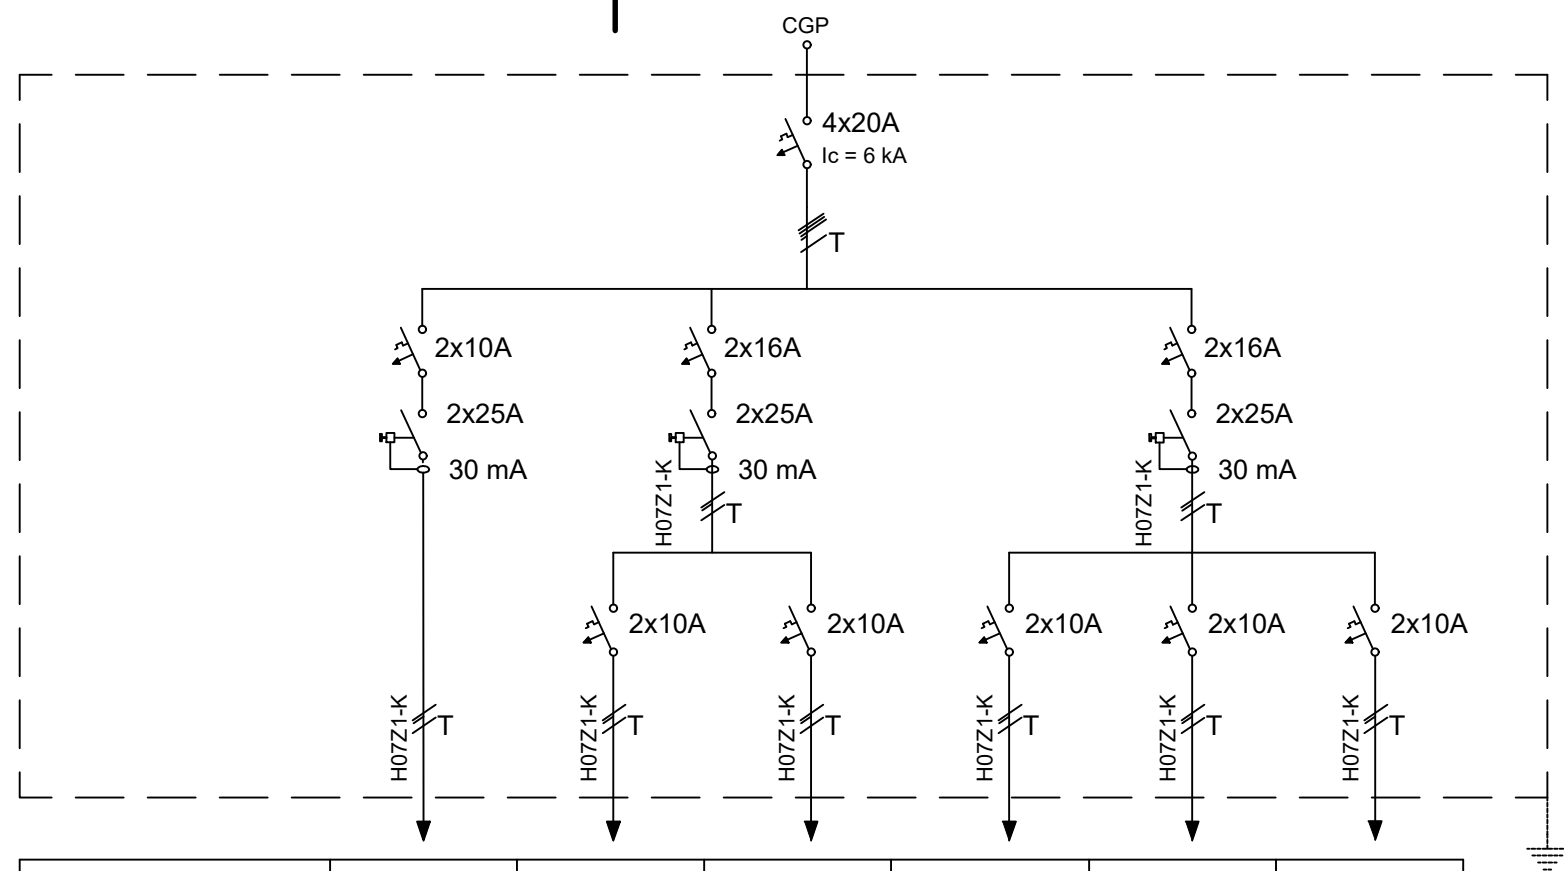 CGP
4x20A
Ic = 6 kA
T
2x10A
2x16A
2x16A
2x25A
2x25A
2x25A
30 mA
30 mA
30 mA
H07Z1-K
T
H07Z1-K
T
2x10A
2x10A
2x10A
2x10A
2x10A
H07Z1-K
T
H07Z1-K
T
H07Z1-K
T
H07Z1-K
T
H07Z1-K
T
H07Z1-K
T